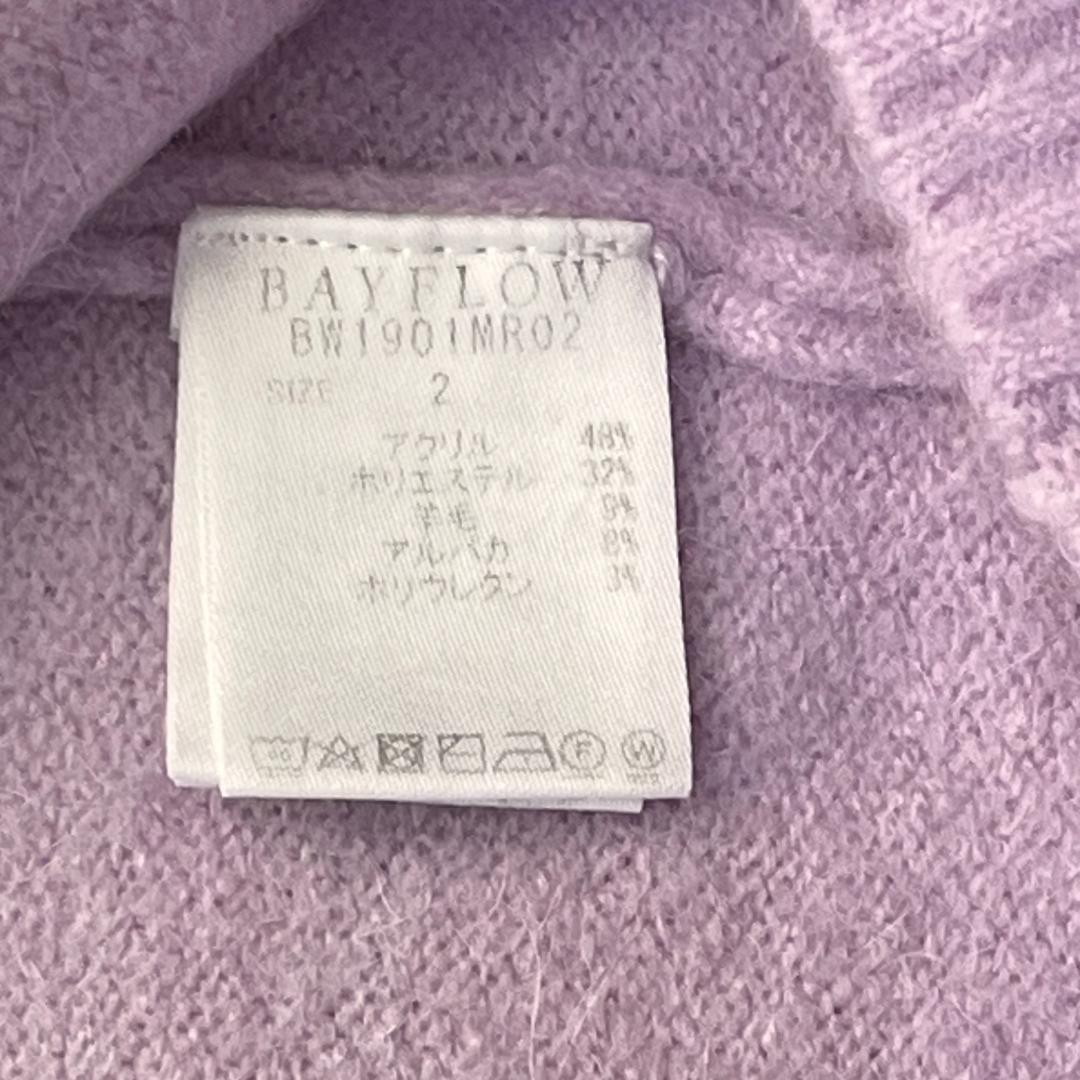 BAYFLOW
BW1901MR02
SIZE 2
アクリル 48%
ポリエステル 32%
羊毛 9%
アルパカ 8%
ポリウレタン 3%
F W